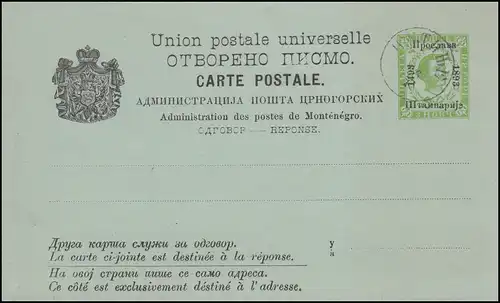 Union postale universelle
ОТВОРЕНО ПИСМО.
CARTE POSTALE.
АДМИНИСТРАЦИЈА ПОШТА ЦРНОГОРСКИХ
Administration des postes de Monténégro.
ОДГОВОР — RÉPONSE.
Прослава
1893
Штампарије
Друга карша служи за одговор.
La carte ci-jointe est destinée à la réponse.
У
à
На овој страни пише се само адреса.
Ce côté est exclusivement déstiné à l'adresse.